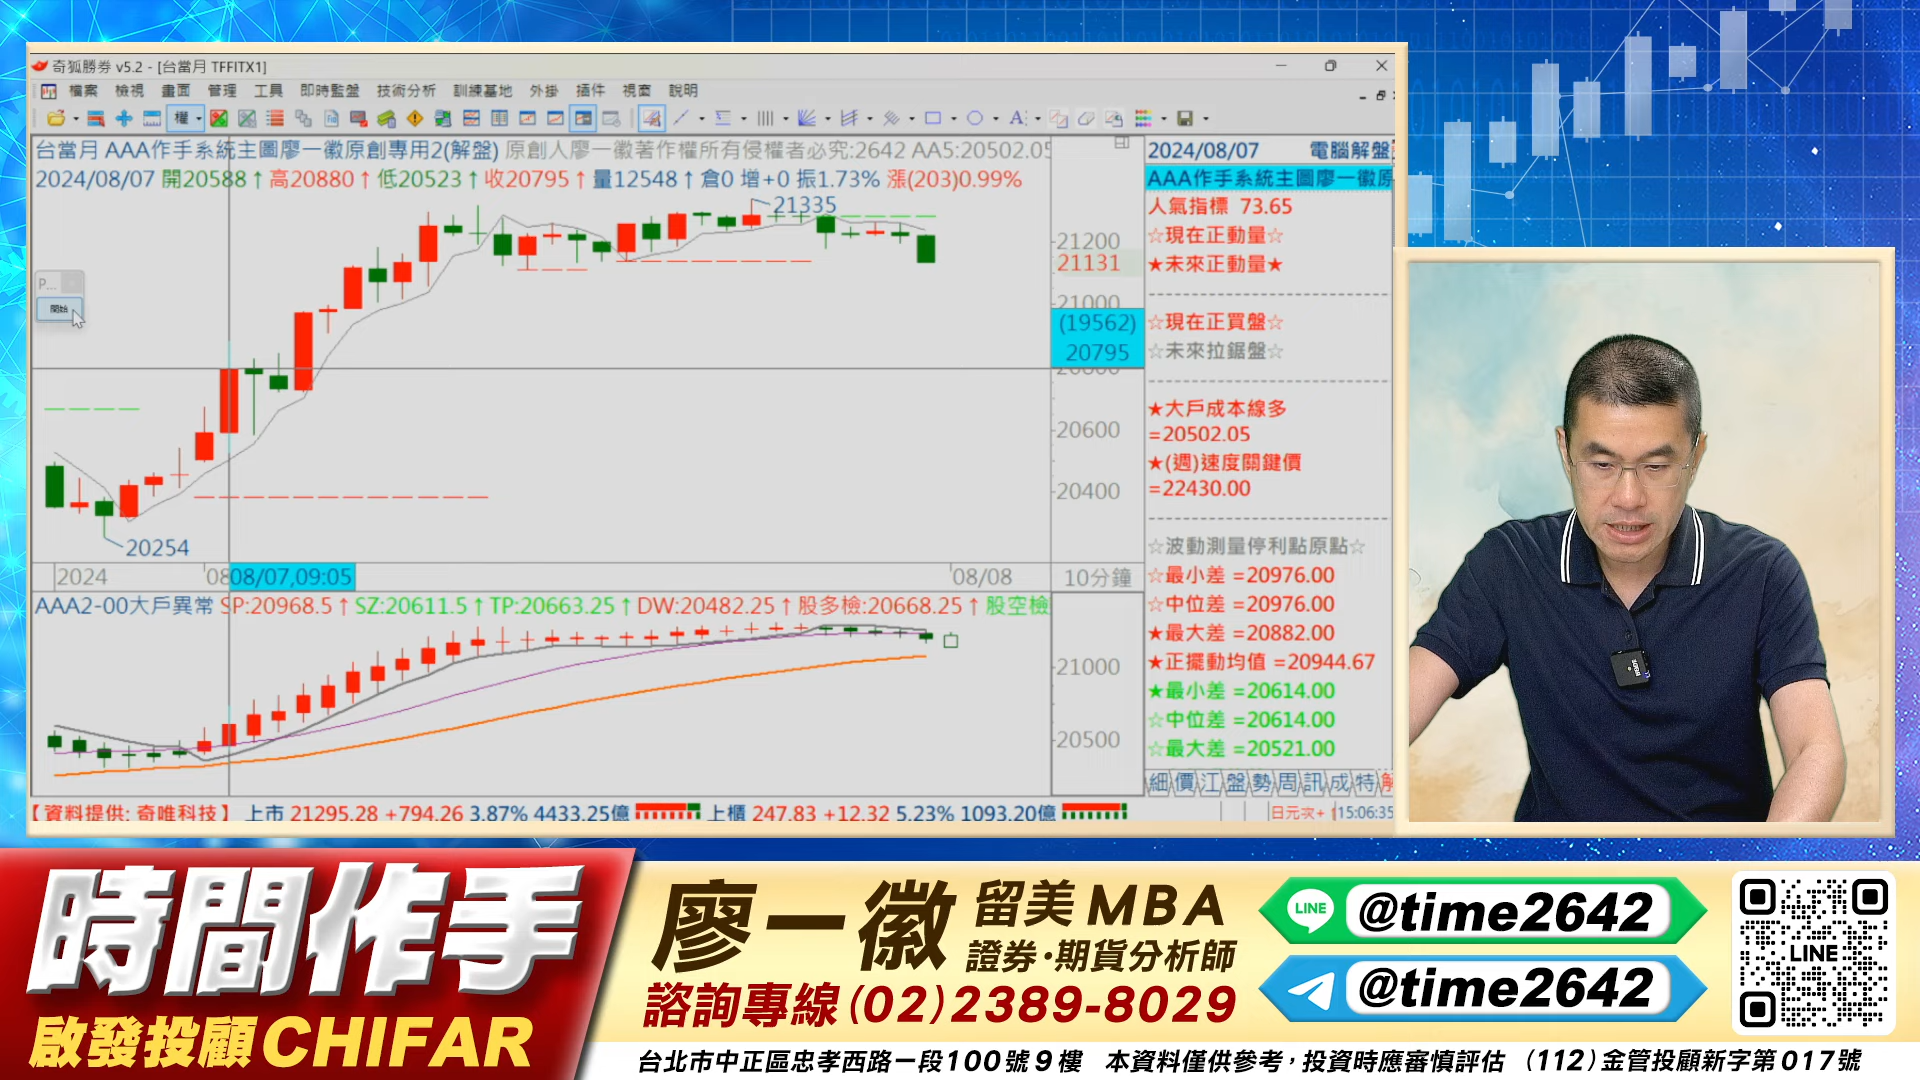 奇狐勝券 v5.2 - [台當月 TFFITX1]
檔案 檢視 畫面 管理 工具 即時監盤 技術分析 訓練基地 外掛 插件 視窗 說明
權
台當月 AAA作手系統主圖廖一徽原創專用2(解盤) 原創人廖一徽著作權所有侵權者必究:2642 AA5:20502.05
2024/08/07 開20588↑ 高20880↑ 低20523↑ 收20795↑ 量12548↑ 倉0 增+0 振1.73% 漲(203)0.99%
21335
P...
開始
20254
21200
21131
21000
(19562)
20795
20800
20600
20400
2024
08/07,09:05
08/08
10分鐘
AAA2-00大戶異常 SP:20968.5↑ SZ:20611.5↑ TP:20663.25↑ DW:20482.25↑ 股多檢:20668.25↑ 股空檢
21000
20500
2024/08/07 電腦解盤
AAA作手系統主圖廖一徽原
人氣指標 73.65
☆現在正動量☆
★未來正動量★
☆現在正買盤☆
☆未來拉鋸盤☆
★大戶成本線多
=20502.05
★(週)速度關鍵價
=22430.00
☆波動測量停利點原點☆
☆最小差 =20976.00
☆中位差 =20976.00
★最大差 =20882.00
★正擺動均值 =20944.67
★最小差 =20614.00
☆中位差 =20614.00
☆最大差 =20521.00
細 價 江 盤 勢 周 訊 成 特 解
【資料提供: 奇唯科技】 上市 21295.28 +794.26 3.87% 4433.25億 上櫃 247.83 +12.32 5.23% 1093.20億
日元次+ 15:06:35
時間作手
啟發投顧CHIFAR
廖一徽 留美MBA
證券·期貨分析師
諮詢專線(02)2389-8029
LINE @time2642
@time2642
LINE
台北市中正區忠孝西路一段100號9樓 本資料僅供參考，投資時應審慎評估 (112)金管投顧新字第017號